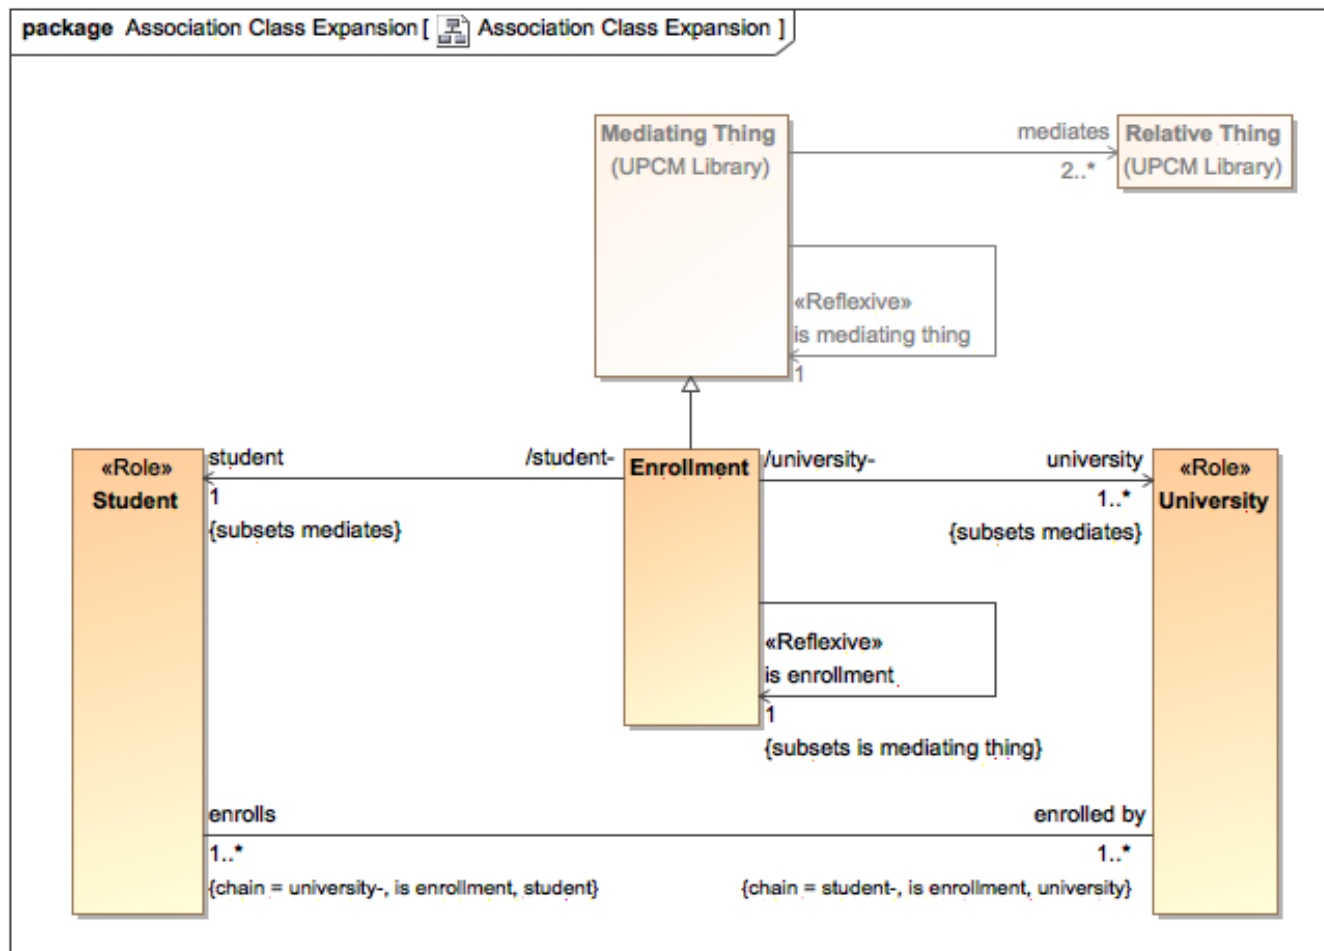 package Association Class Expansion [ Association Class Expansion ]
Mediating Thing
(UPCM Library)
mediates
2..*
Relative Thing
(UPCM Library)
«Reflexive»
is mediating thing
1
«Role»
Student
student
1
{subsets mediates}
/student-
Enrollment
/university-
university
1..*
{subsets mediates}
«Role»
University
«Reflexive»
is enrollment
1
{subsets is mediating thing}
enrolls
1..*
{chain = university-, is enrollment, student}
enrolled by
1..*
{chain = student-, is enrollment, university}